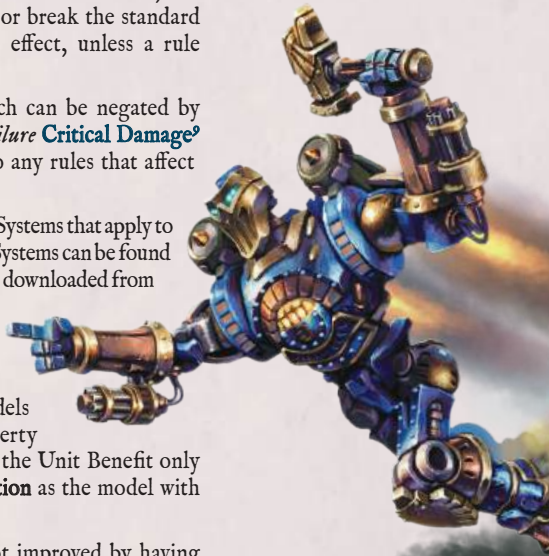 or break the standard
effect, unless a rule
ch can be negated by
ilure Critical Damage
o any rules that affect
Systems that apply to
Systems can be found
downloaded from
dels
erty
the Unit Benefit only
tion as the model with
ot improved by having